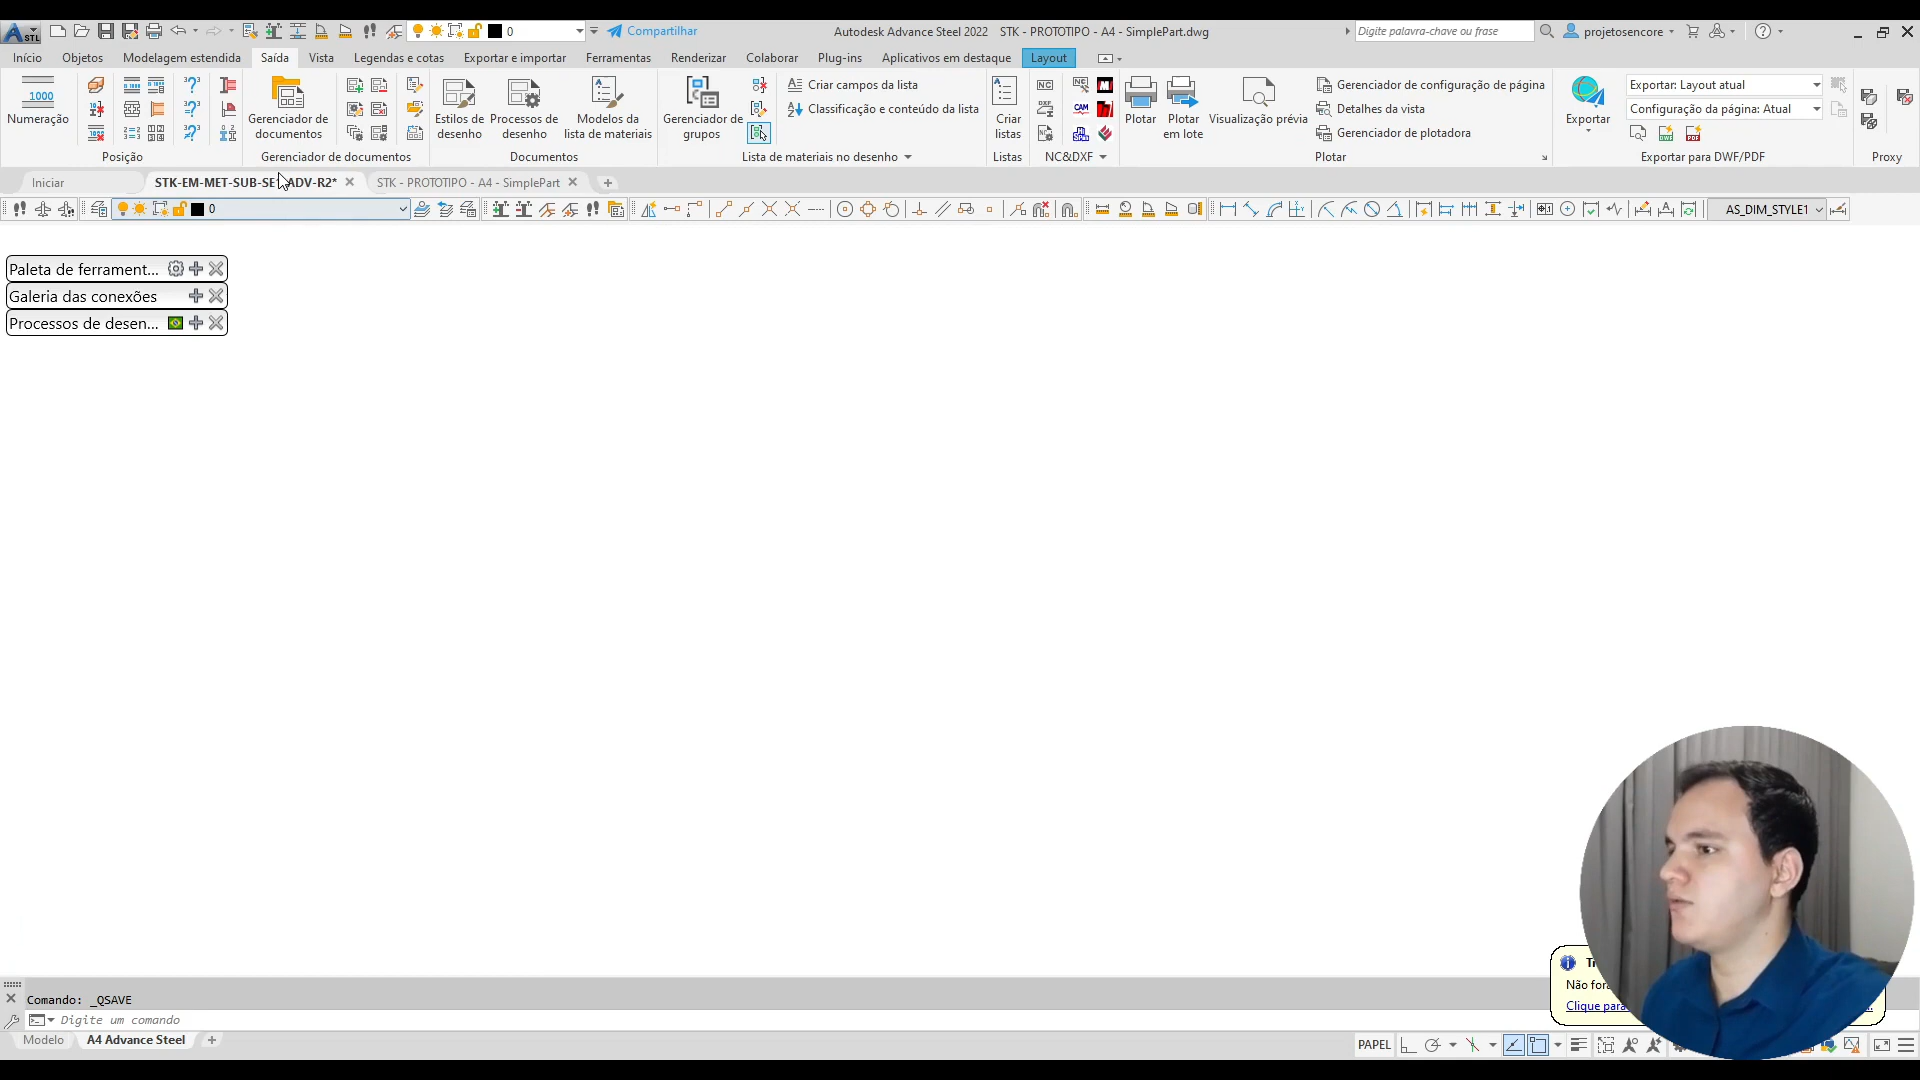 STL
0
Compartilhar
Autodesk Advance Steel 2022 STK - PROTOTIPO - A4 - SimplePart.dwg
Digite palavra-chave ou frase
projetosencore
Início Objetos Modelagem estendida Saída Vista Legendas e cotas Exportar e importar Ferramentas Renderizar Colaborar Plug-ins Aplicativos em destaque Layout
1000
Numeração
Posição
Gerenciador de
documentos
Gerenciador de documentos
Estilos de
desenho
Processos de
desenho
Modelos da
lista de materiais
Documentos
Gerenciador de
grupos
Criar campos da lista
Classificação e conteúdo da lista
Lista de materiais no desenho
Criar
listas
Listas
NC
DXF
CAM
NC&DXF
Plotar
Plotar
em lote
Visualização prévia
Gerenciador de configuração de página
Detalhes da vista
Gerenciador de plotadora
Plotar
Exportar
Exportar: Layout atual
Configuração da página: Atual
Exportar para DWF/PDF
Proxy
Iniciar
STK - PROTOTIPO - A4 - SimplePart
0
AS_DIM_STYLE1
Paleta de ferrament...
Galeria das conexões
Processos de desen...
Comando: _QSAVE
Digite um comando
Modelo
A4 Advance Steel
Não
Clique para
PAPEL